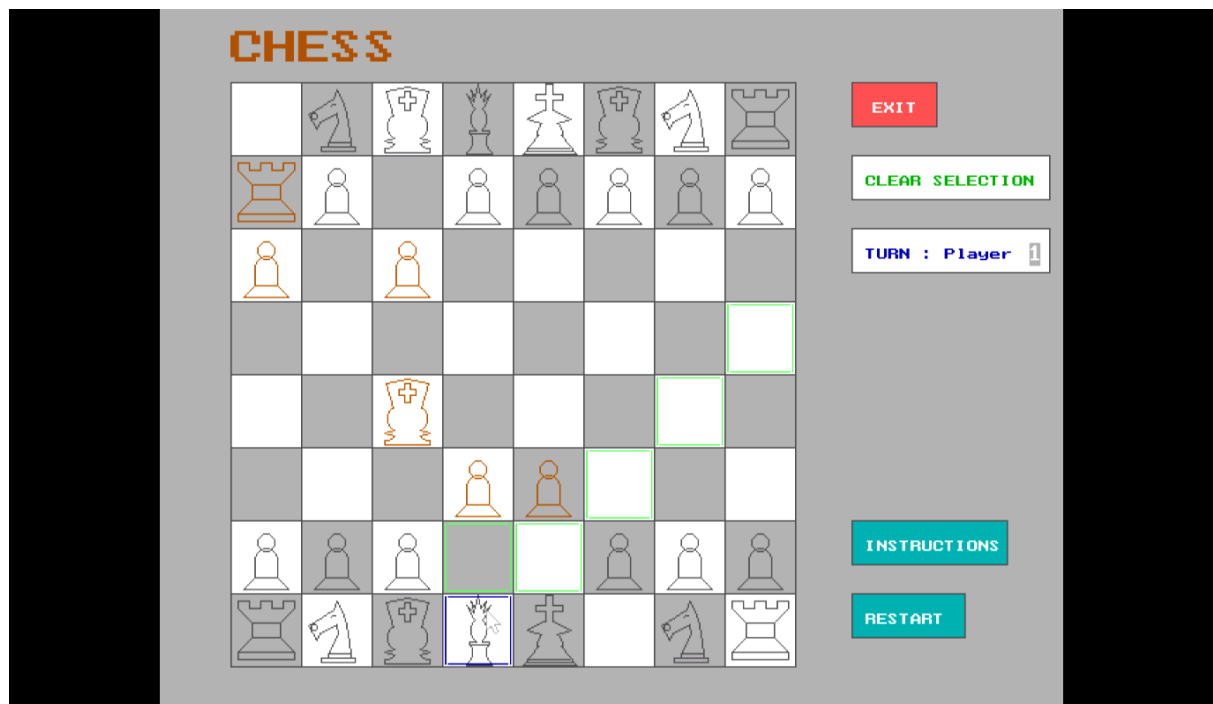 CHESS
EXIT
CLEAR SELECTION
TURN : Player 1
INSTRUCTIONS
RESTART